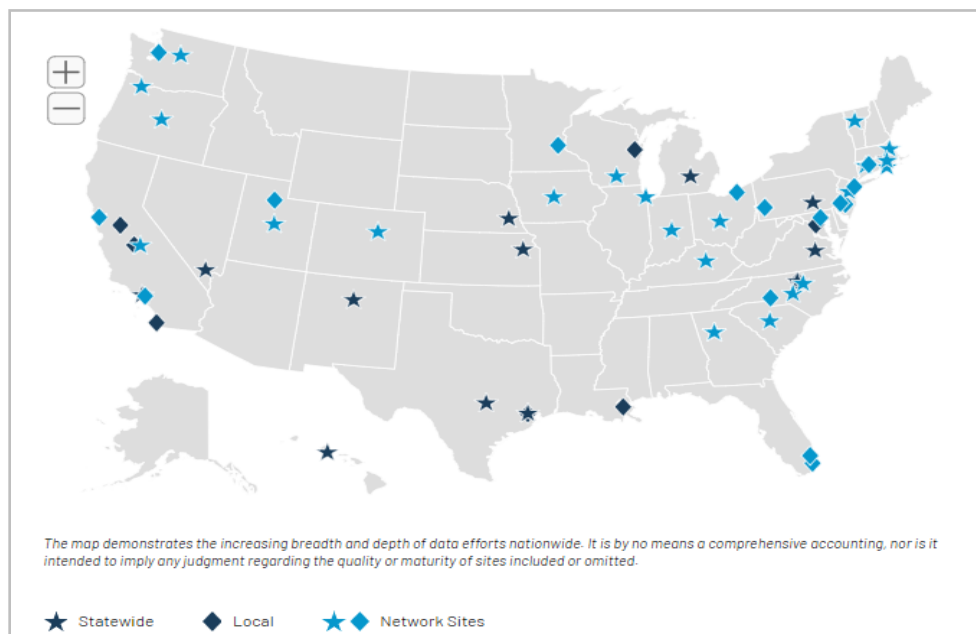 The map demonstrates the increasing breadth and depth of data efforts nationwide. It is by no means a comprehensive accounting, nor is it
intended to imply any judgment regarding the quality or maturity of sites included or omitted.
Statewide Local Network Sites